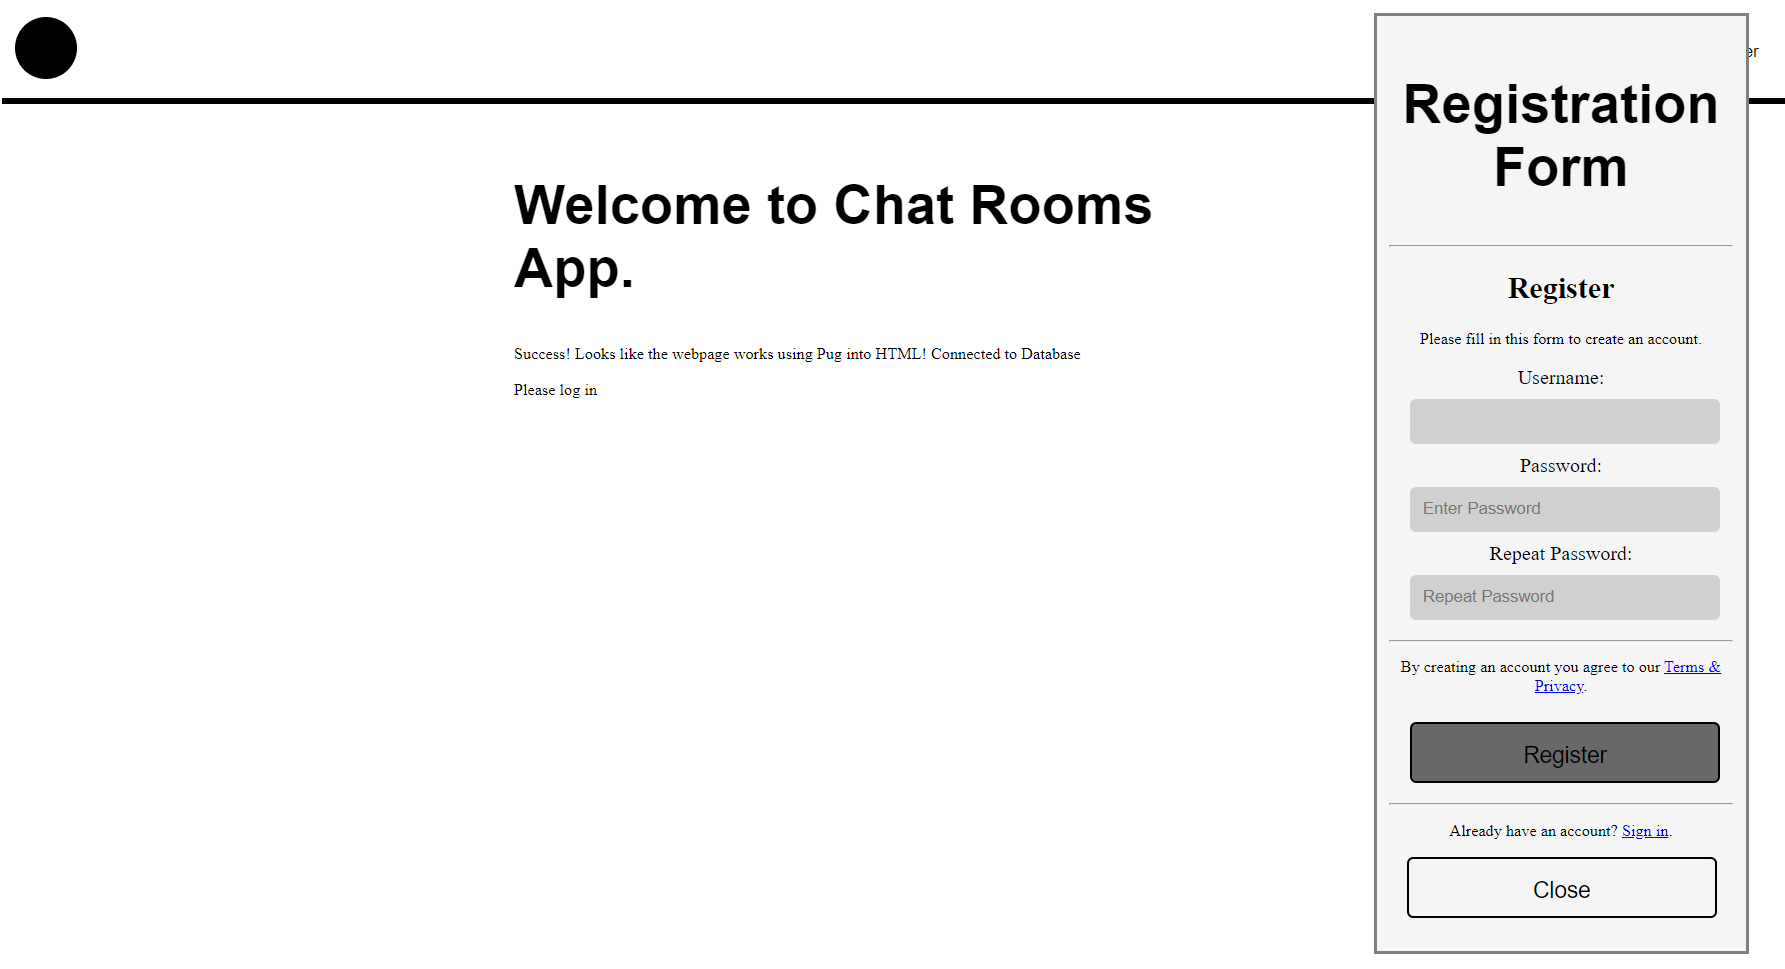 Welcome to Chat Rooms
App.
Success! Looks like the webpage works using Pug into HTML! Connected to Database
Please log in
er
Registration
Form
Register
Please fill in this form to create an account.
Username:
Password:
Enter Password
Repeat Password:
Repeat Password
By creating an account you agree to our Terms &
Privacy.
Register
Already have an account? Sign in.
Close